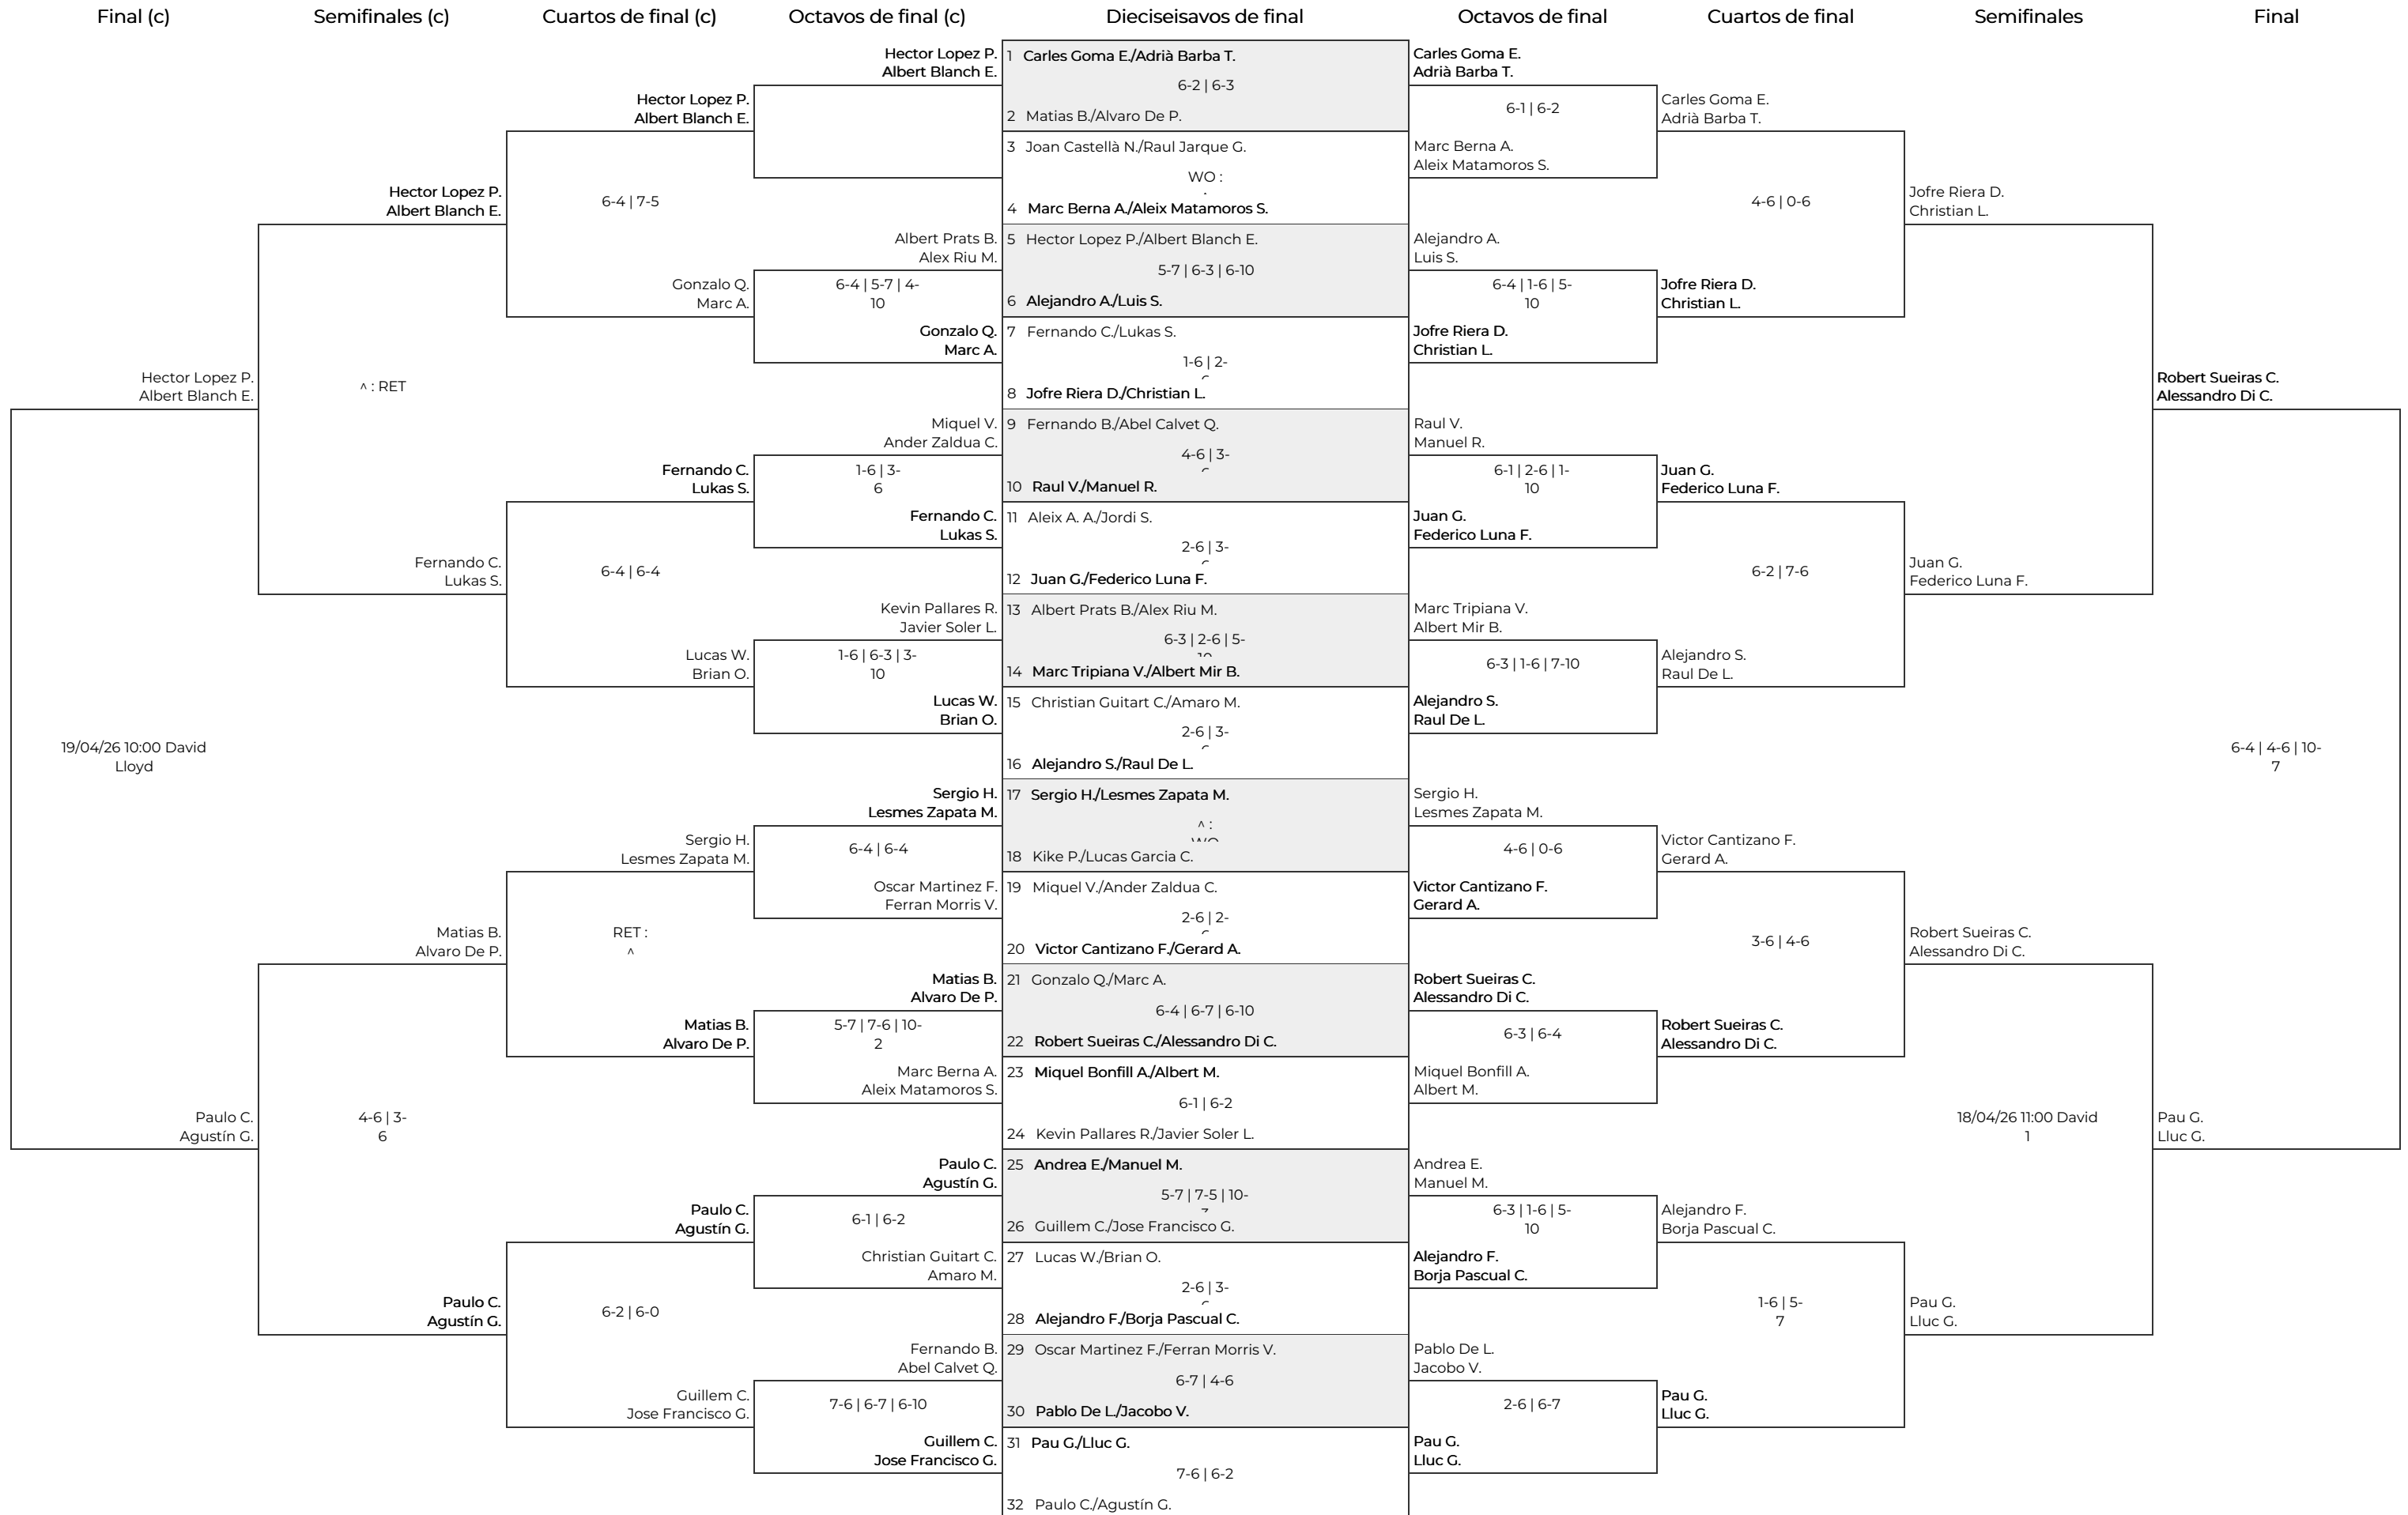 Final (c)
Semifinales (c)
Cuartos de final (c)
Octavos de final (c)
Dieciseisavos de final
Octavos de final
Cuartos de final
Semifinales
Final
Hector Lopez P.
Albert Blanch E.
Paulo C.
Agustín G.
19/04/26 10:00 David
Lloyd
Hector Lopez P.
Albert Blanch E.
^ : RET
Fernando C.
Lukas S.
Matias B.
Alvaro De P.
4-6 | 3-
6
Paulo C.
Agustín G.
Hector Lopez P.
Albert Blanch E.
6-4 | 7-5
Gonzalo Q.
Marc A.
Fernando C.
Lukas S.
6-4 | 6-4
Lucas W.
Brian O.
Sergio H.
Lesmes Zapata M.
RET :
^
Matias B.
Alvaro De P.
Paulo C.
Agustín G.
6-2 | 6-0
Guillem C.
Jose Francisco G.
Hector Lopez P.
Albert Blanch E.
Albert Prats B.
Alex Riu M.
6-4 | 5-7 | 4-
10
Gonzalo Q.
Marc A.
Miquel V.
Ander Zaldua C.
1-6 | 3-
6
Fernando C.
Lukas S.
Kevin Pallares R.
Javier Soler L.
1-6 | 6-3 | 3-
10
Lucas W.
Brian O.
Sergio H.
Lesmes Zapata M.
6-4 | 6-4
Oscar Martinez F.
Ferran Morris V.
Matias B.
Alvaro De P.
5-7 | 7-6 | 10-
2
Marc Berna A.
Aleix Matamoros S.
Paulo C.
Agustín G.
6-1 | 6-2
Christian Guitart C.
Amaro M.
Fernando B.
Abel Calvet Q.
7-6 | 6-7 | 6-10
Guillem C.
Jose Francisco G.
1 Carles Goma E./Adrià Barba T.
6-2 | 6-3
2 Matias B./Alvaro De P.
3 Joan Castellà N./Raul Jarque G.
WO :
4 Marc Berna A./Aleix Matamoros S.
5 Hector Lopez P./Albert Blanch E.
5-7 | 6-3 | 6-10
6 Alejandro A./Luis S.
7 Fernando C./Lukas S.
1-6 | 2-
8 Jofre Riera D./Christian L.
9 Fernando B./Abel Calvet Q.
4-6 | 3-
10 Raul V./Manuel R.
11 Aleix A. A./Jordi S.
2-6 | 3-
12 Juan G./Federico Luna F.
13 Albert Prats B./Alex Riu M.
6-3 | 2-6 | 5-
14 Marc Tripiana V./Albert Mir B.
15 Christian Guitart C./Amaro M.
2-6 | 3-
16 Alejandro S./Raul De L.
17 Sergio H./Lesmes Zapata M.
^ :
18 Kike P./Lucas Garcia C.
19 Miquel V./Ander Zaldua C.
2-6 | 2-
20 Victor Cantizano F./Gerard A.
21 Gonzalo Q./Marc A.
6-4 | 6-7 | 6-10
22 Robert Sueiras C./Alessandro Di C.
23 Miquel Bonfill A./Albert M.
6-1 | 6-2
24 Kevin Pallares R./Javier Soler L.
25 Andrea E./Manuel M.
5-7 | 7-5 | 10-
26 Guillem C./Jose Francisco G.
27 Lucas W./Brian O.
2-6 | 3-
28 Alejandro F./Borja Pascual C.
29 Oscar Martinez F./Ferran Morris V.
6-7 | 4-6
30 Pablo De L./Jacobo V.
31 Pau G./Lluc G.
7-6 | 6-2
32 Paulo C./Agustín G.
Carles Goma E.
Adrià Barba T.
6-1 | 6-2
Marc Berna A.
Aleix Matamoros S.
Alejandro A.
Luis S.
6-4 | 1-6 | 5-
10
Jofre Riera D.
Christian L.
Raul V.
Manuel R.
6-1 | 2-6 | 1-
10
Juan G.
Federico Luna F.
Marc Tripiana V.
Albert Mir B.
6-3 | 1-6 | 7-10
Alejandro S.
Raul De L.
Sergio H.
Lesmes Zapata M.
4-6 | 0-6
Victor Cantizano F.
Gerard A.
Robert Sueiras C.
Alessandro Di C.
6-3 | 6-4
Miquel Bonfill A.
Albert M.
Andrea E.
Manuel M.
6-3 | 1-6 | 5-
10
Alejandro F.
Borja Pascual C.
Pablo De L.
Jacobo V.
2-6 | 6-7
Pau G.
Lluc G.
Carles Goma E.
Adrià Barba T.
4-6 | 0-6
Jofre Riera D.
Christian L.
Juan G.
Federico Luna F.
6-2 | 7-6
Alejandro S.
Raul De L.
Victor Cantizano F.
Gerard A.
3-6 | 4-6
Robert Sueiras C.
Alessandro Di C.
Alejandro F.
Borja Pascual C.
1-6 | 5-
7
Pau G.
Lluc G.
Jofre Riera D.
Christian L.
Juan G.
Federico Luna F.
Robert Sueiras C.
Alessandro Di C.
18/04/26 11:00 David
1
Pau G.
Lluc G.
Robert Sueiras C.
Alessandro Di C.
6-4 | 4-6 | 10-
7
Pau G.
Lluc G.